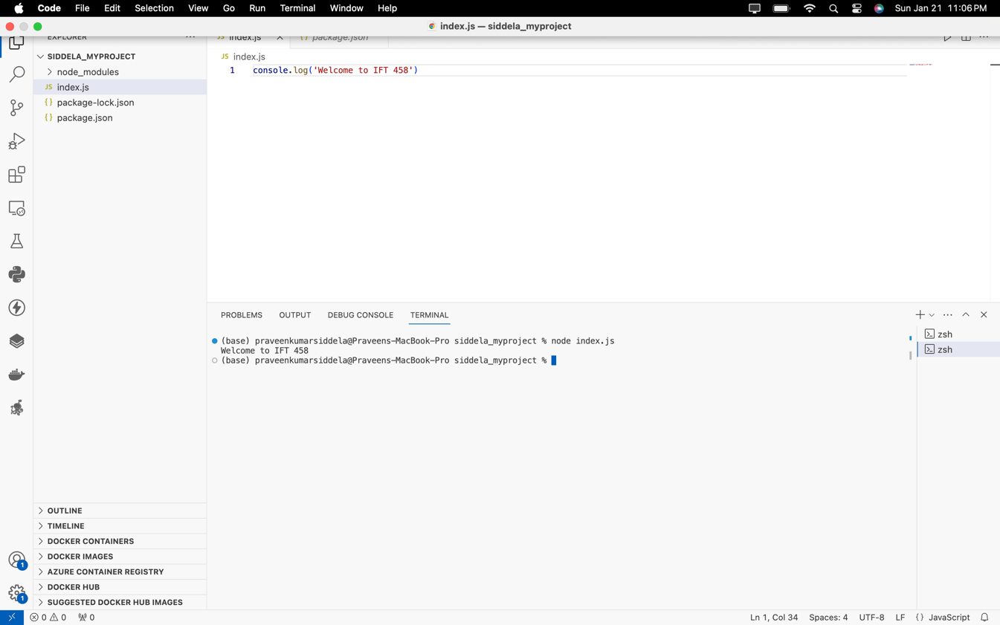 Code File Edit Selection View Go Run Terminal Window Help Sun Jan 21 11:06 PM
index.js — siddela_myproject
EXPLORER
JS index.js {} package.json
SIDDELA_MYPROJECT
node_modules
JS index.js
{} package-lock.json
{} package.json
JS index.js
1 console.log('Welcome to IFT 458')
PROBLEMS OUTPUT DEBUG CONSOLE TERMINAL
(base) praveenkumarsiddela@Praveens-MacBook-Pro siddela_myproject % node index.js
Welcome to IFT 458
(base) praveenkumarsiddela@Praveens-MacBook-Pro siddela_myproject %
zsh
zsh
OUTLINE
TIMELINE
DOCKER CONTAINERS
DOCKER IMAGES
AZURE CONTAINER REGISTRY
DOCKER HUB
SUGGESTED DOCKER HUB IMAGES
1
1
0 0 0 Ln 1, Col 34 Spaces: 4 UTF-8 LF {} JavaScript